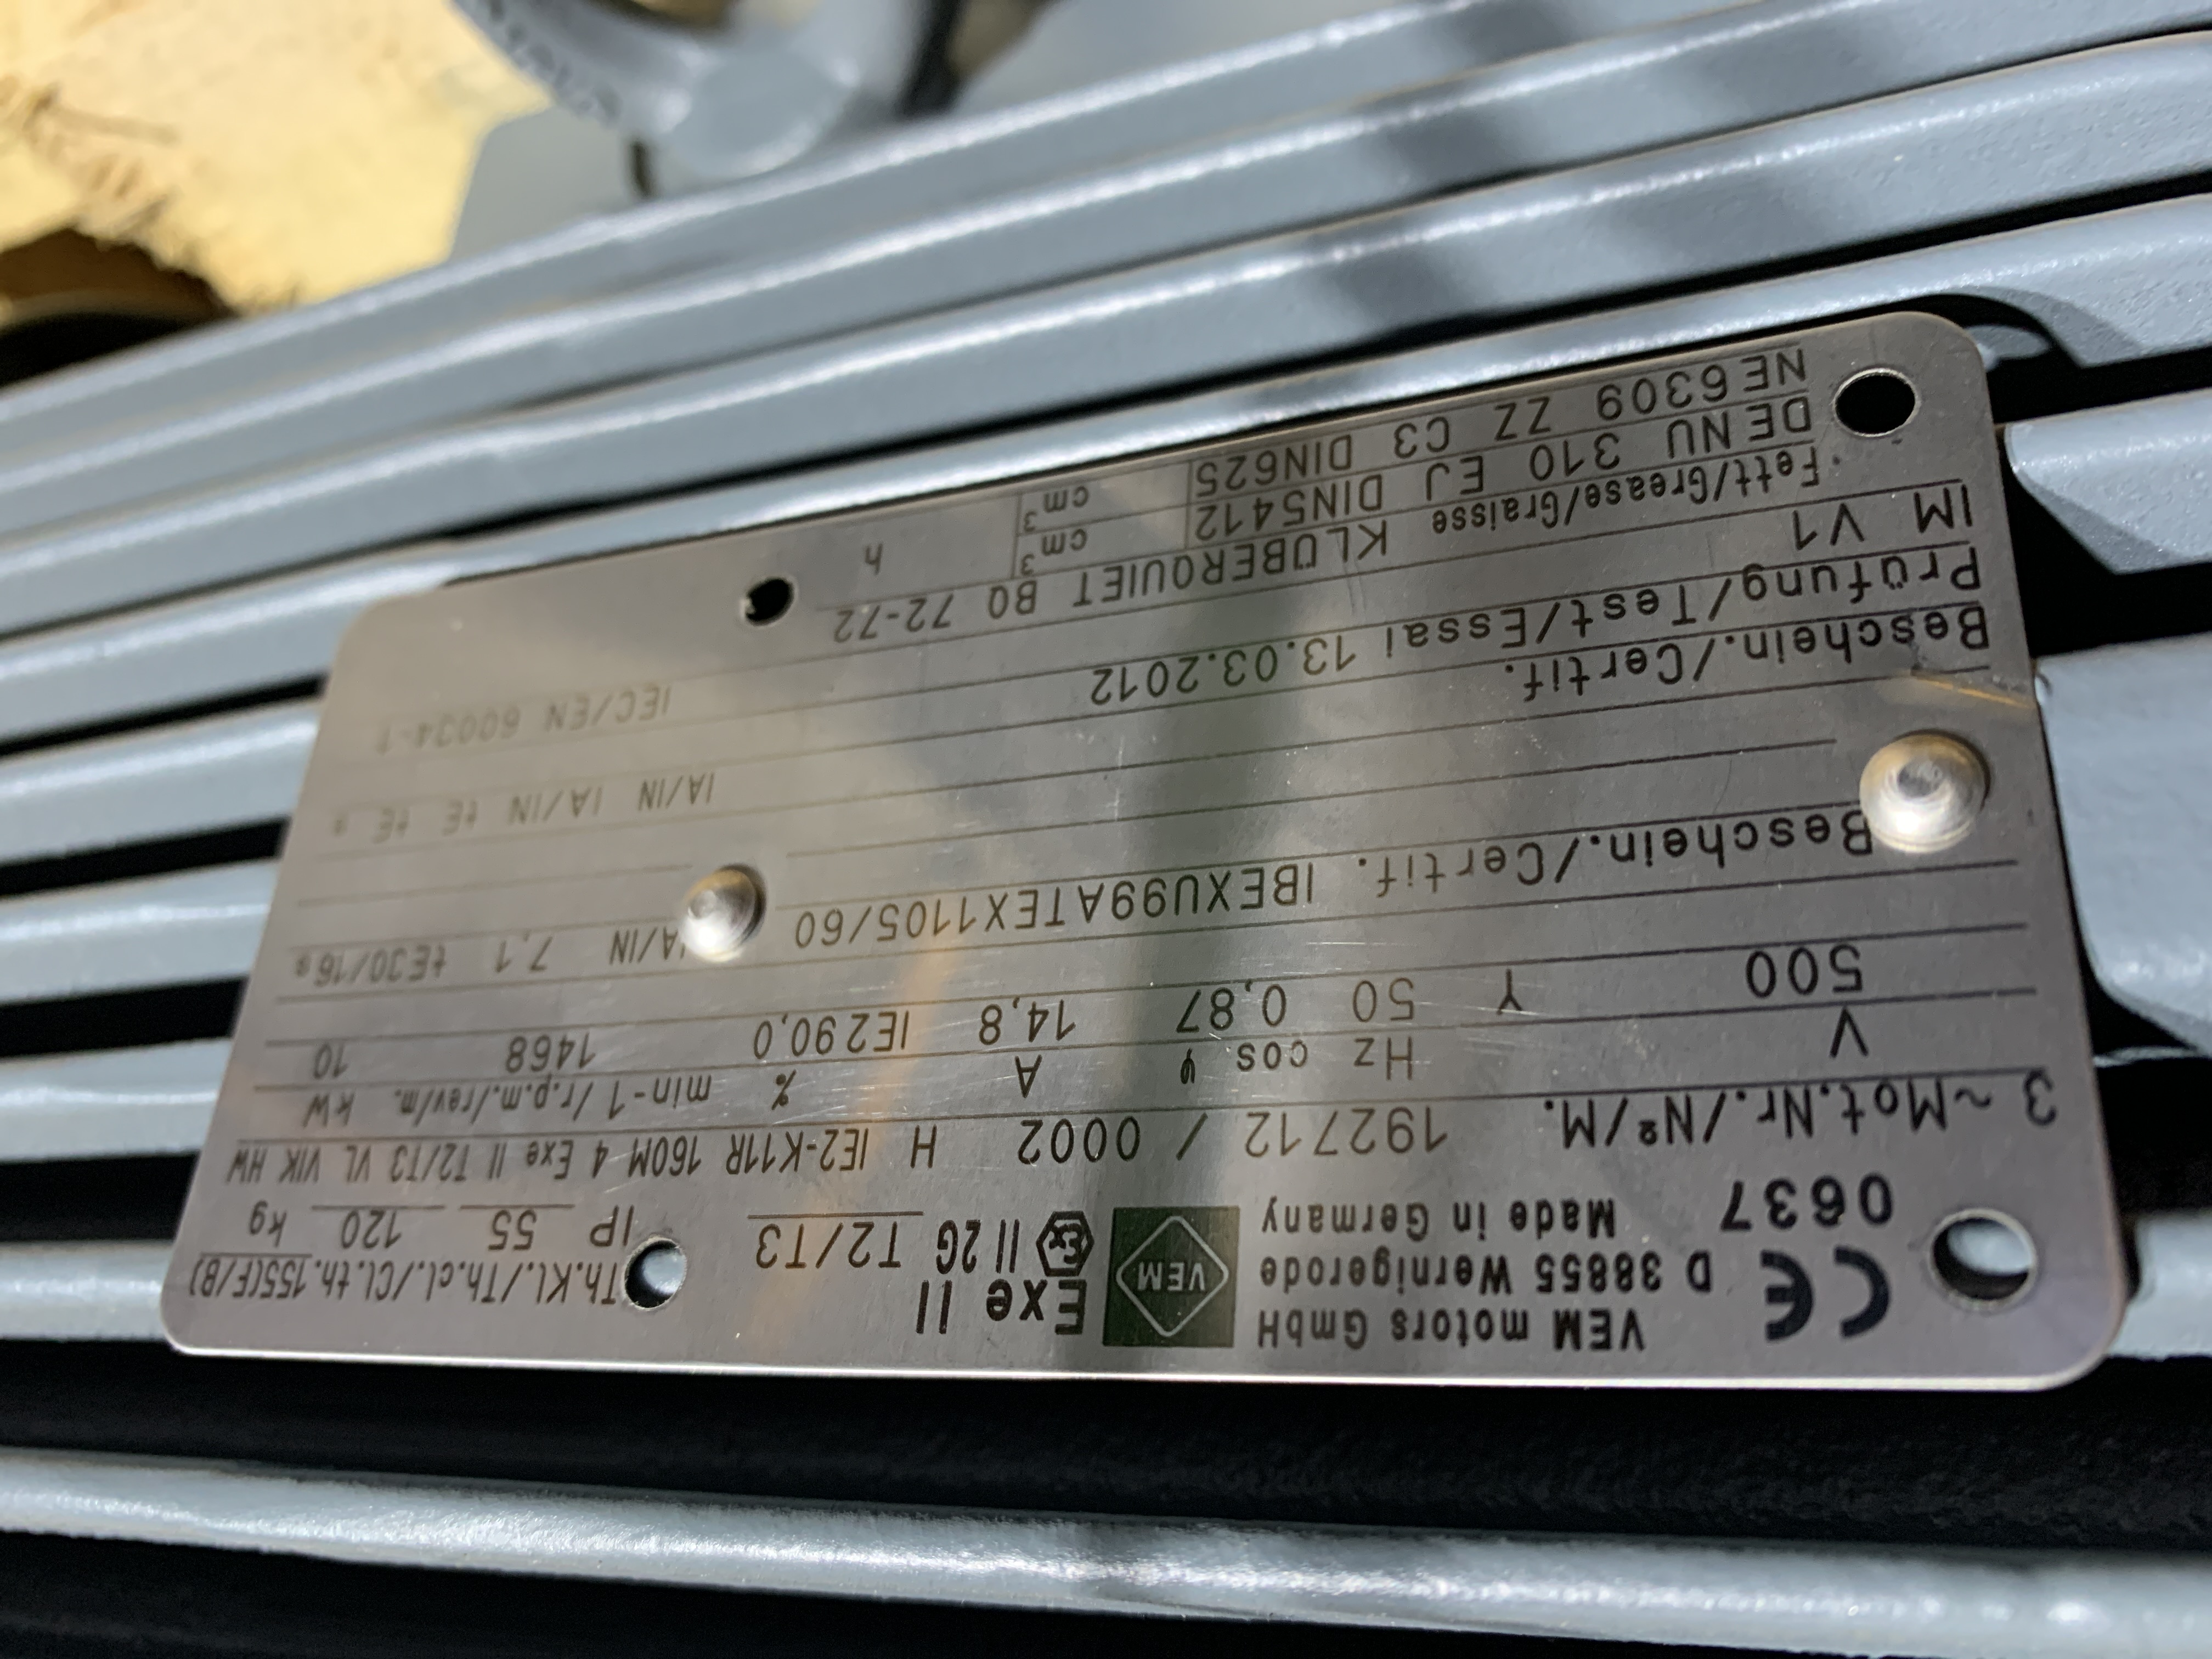 CE VEM motors GmbH VEM Exe II Th.Kl./Th.cl./Cl.th.155(F/B)
D 38855 Wernigerode Ex II 2G T2/T3 IP 55 120 kg
0637 Made in Germany
3~Mot.Nr./Nº/M. 192712 / 0002 H IE2-K11R 160M 4 Exe II T2/T3 VL VIK HW
V Hz cos φ A % min-1/r.p.m./rev/m. kW
500 Y 50 0,87 14,8 IE290,0 1468 10
Beschein./Certif. IBEXU99ATEX1105/60 IA/IN 7,1 tE30/16 s
IA/IN IA/IN tE tE s
Beschein./Certif.
Prüfung/Test/Essai 13.03.2012 IEC/EN 60034-1
IM V1
Fett/Grease/Graisse KLÜBERQUIET BQ 72-72
DE NU 310 EJ DIN5412 cm³ h
NE 6309 ZZ C3 DIN625 cm³